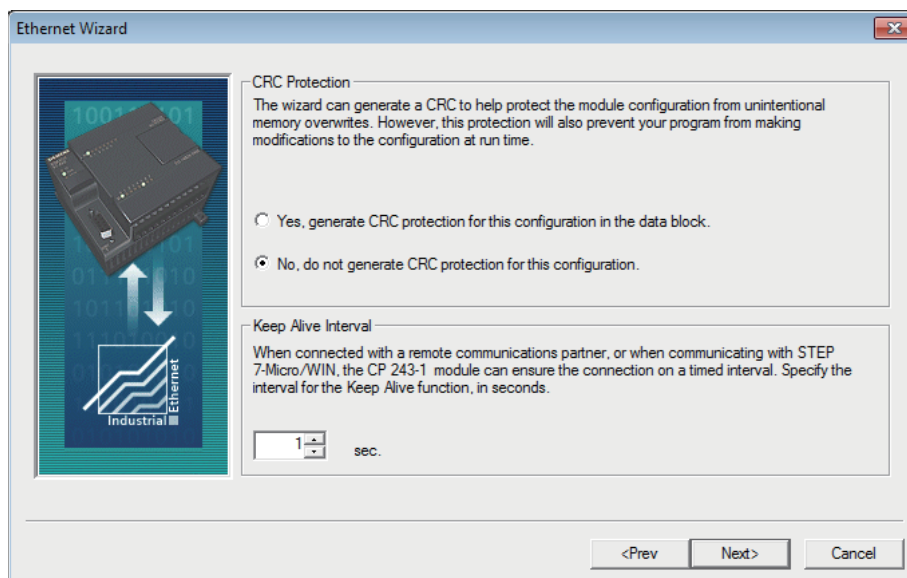 Ethernet Wizard
CRC Protection
The wizard can generate a CRC to help protect the module configuration from unintentional
memory overwrites. However, this protection will also prevent your program from making
modifications to the configuration at run time.
Yes, generate CRC protection for this configuration in the data block.
No, do not generate CRC protection for this configuration.
Keep Alive Interval
When connected with a remote communications partner, or when communicating with STEP
7-Micro/WIN, the CP 243-1 module can ensure the connection on a timed interval. Specify the
interval for the Keep Alive function, in seconds.
1
sec.
Industrial
Ethernet
<Prev
Next>
Cancel